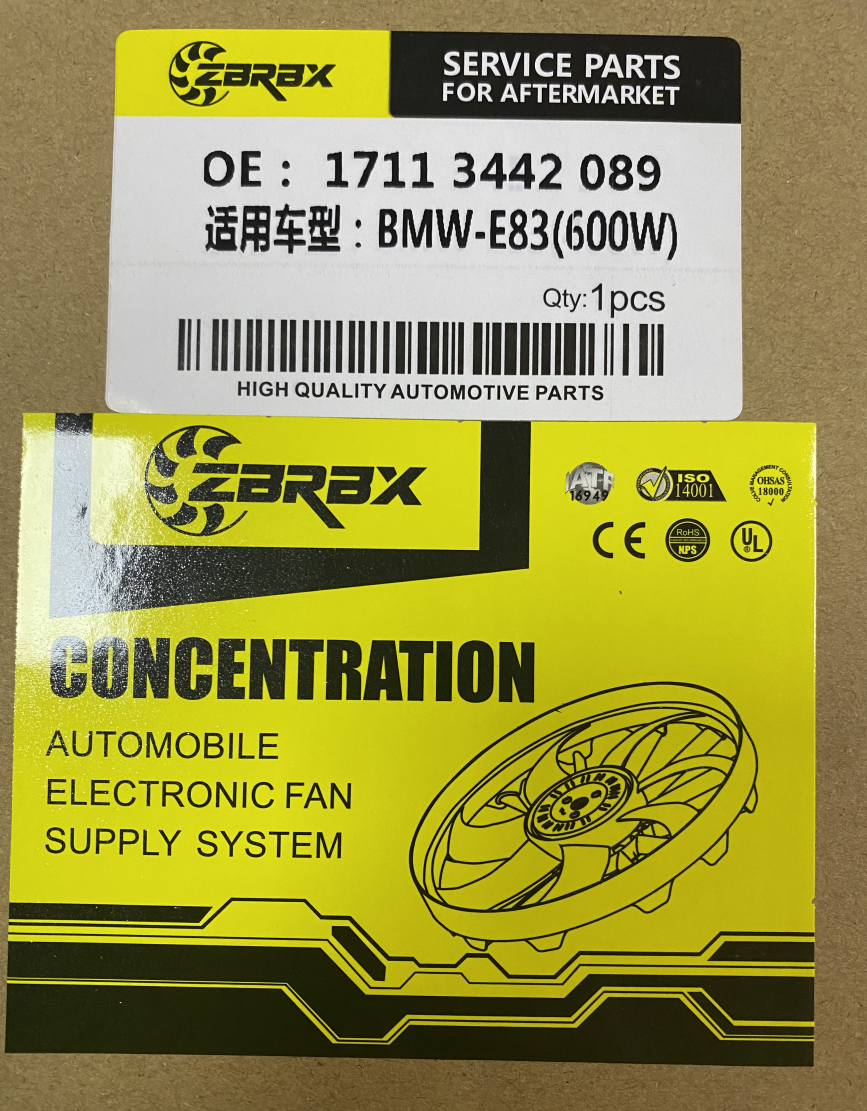 ZBRBX
SERVICE PARTS
FOR AFTERMARKET
OE： 1711 3442 089
适用车型：BMW-E83(600W)
Qty:1pcs
HIGH QUALITY AUTOMOTIVE PARTS
ZBRBX
IATF
16949
ISO
14001
OHSAS
18000
CE
RoHS
NPS
UL
CONCENTRATION
AUTOMOBILE
ELECTRONIC FAN
SUPPLY SYSTEM